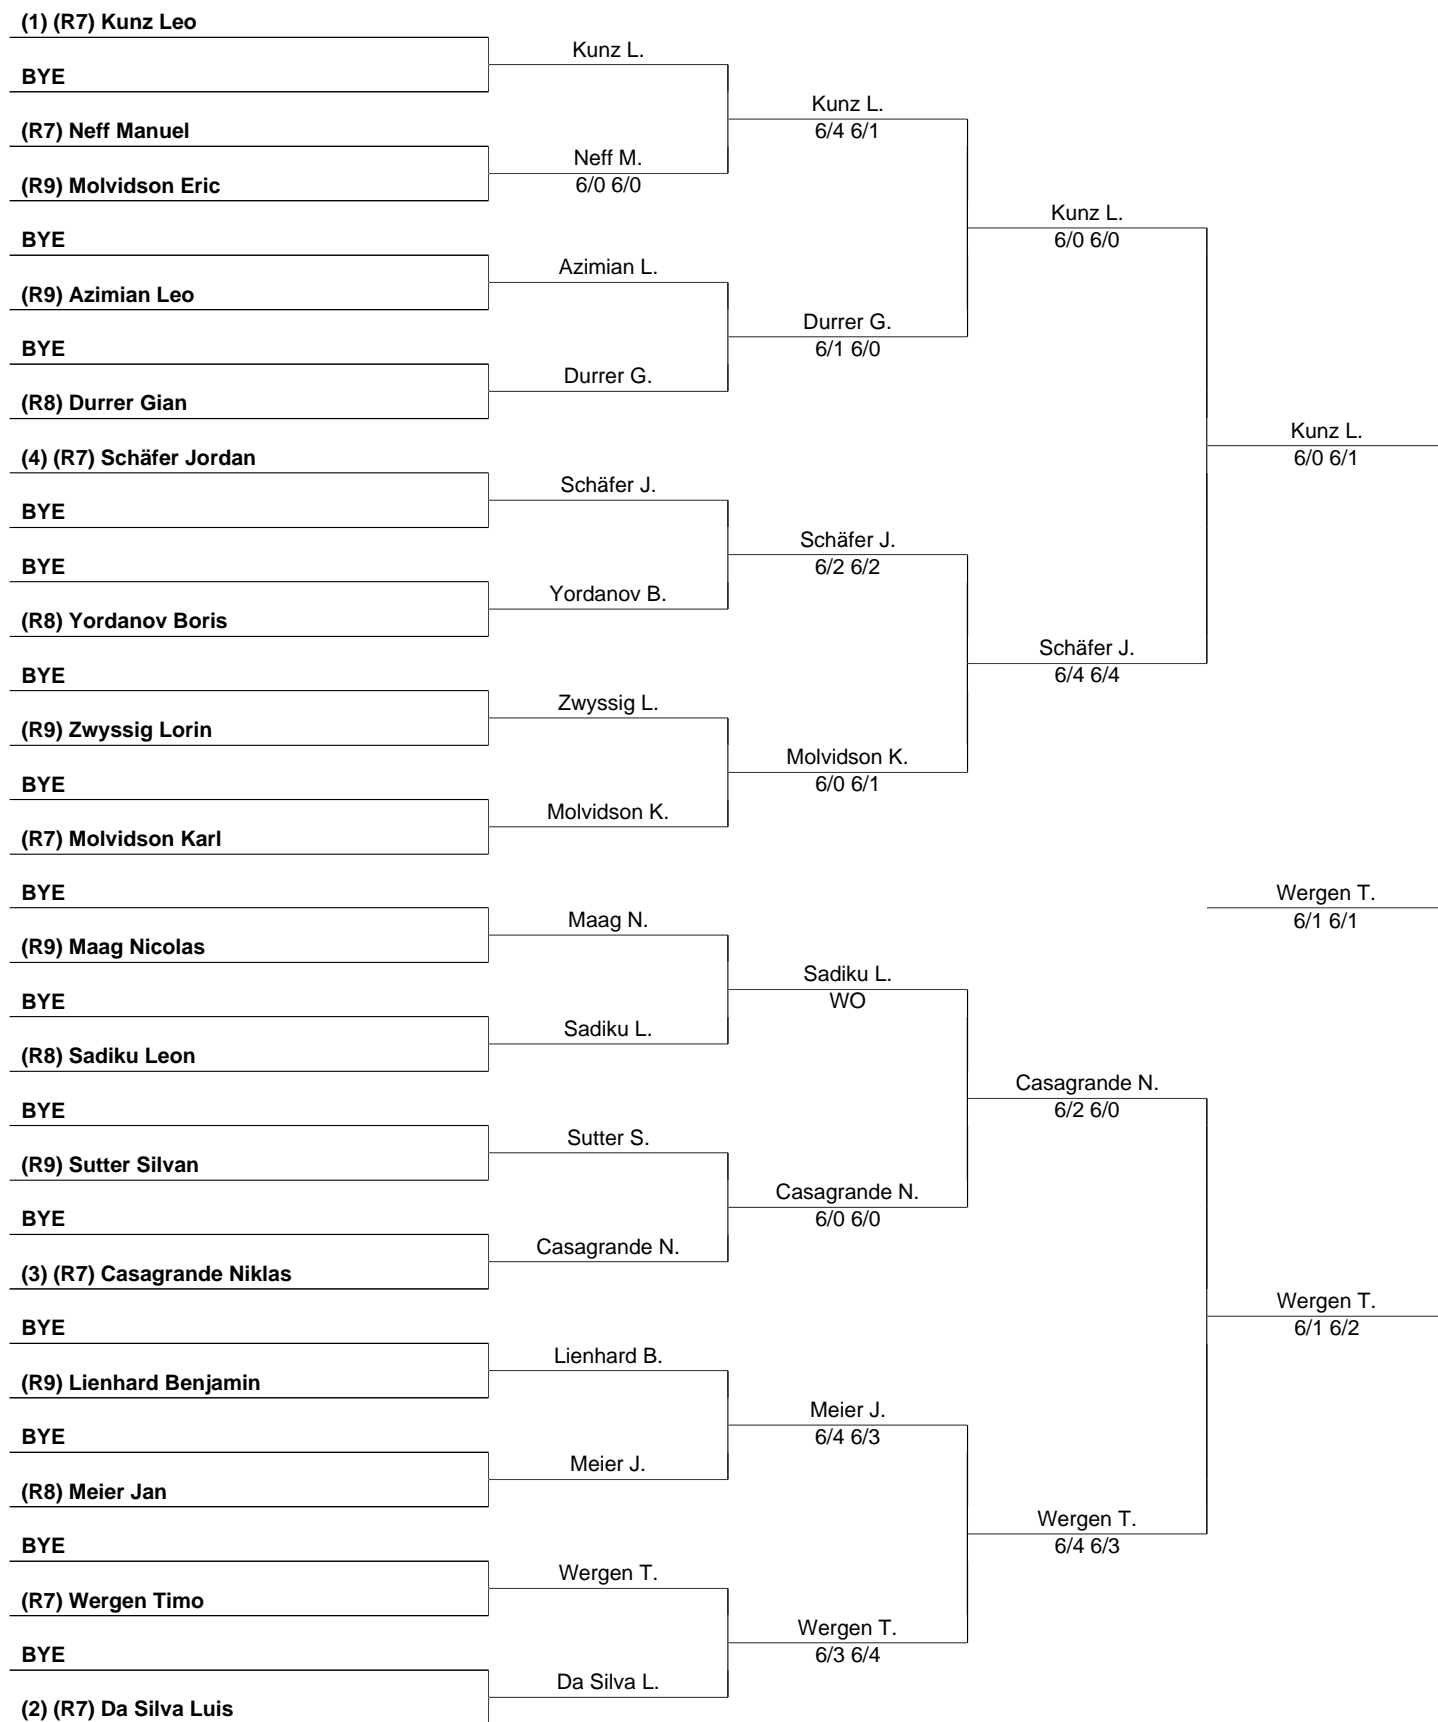 (1) (R7) Kunz Leo
BYE
(R7) Neff Manuel
(R9) Molvidson Eric
BYE
(R9) Azimian Leo
BYE
(R8) Durrer Gian
(4) (R7) Schäfer Jordan
BYE
BYE
(R8) Yordanov Boris
BYE
(R9) Zwyssig Lorin
BYE
(R7) Molvidson Karl
BYE
(R9) Maag Nicolas
BYE
(R8) Sadiku Leon
BYE
(R9) Sutter Silvan
BYE
(3) (R7) Casagrande Niklas
BYE
(R9) Lienhard Benjamin
BYE
(R8) Meier Jan
BYE
(R7) Wergen Timo
BYE
(2) (R7) Da Silva Luis
Kunz L.
Neff M.
6/0 6/0
Azimian L.
Durrer G.
Schäfer J.
Yordanov B.
Zwyssig L.
Molvidson K.
Maag N.
Sadiku L.
Sutter S.
Casagrande N.
Lienhard B.
Meier J.
Wergen T.
Da Silva L.
Kunz L.
6/4 6/1
Durrer G.
6/1 6/0
Schäfer J.
6/2 6/2
Molvidson K.
6/0 6/1
Sadiku L.
WO
Casagrande N.
6/0 6/0
Meier J.
6/4 6/3
Wergen T.
6/3 6/4
Kunz L.
6/0 6/0
Schäfer J.
6/4 6/4
Casagrande N.
6/2 6/0
Wergen T.
6/4 6/3
Kunz L.
6/0 6/1
Wergen T.
6/1 6/1
Wergen T.
6/1 6/2